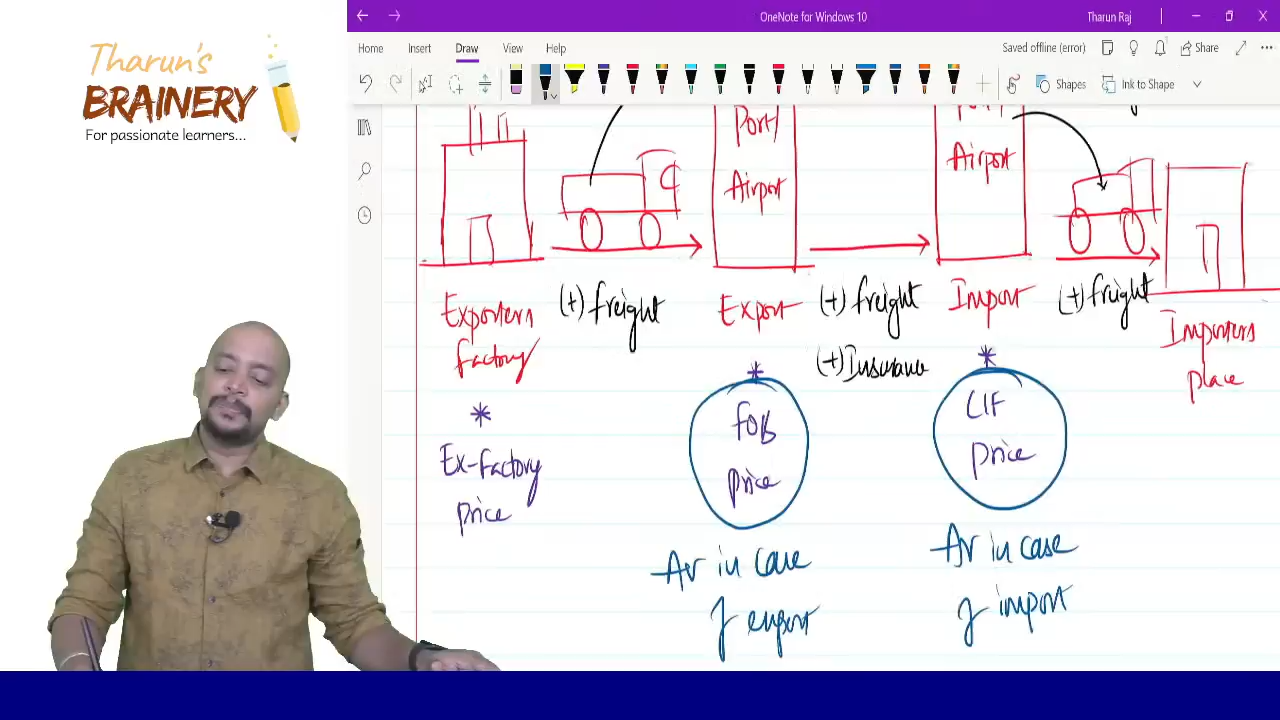 Tharun's
BRAINERY
For passionate learners...
OneNote for Windows 10
Tharun Raj
Home Insert Draw View Help
Saved offline (error)
Share
Shapes
Ink to Shape
Port/
Airport
Airport
Exporters
factory
(+) freight
Export
(+) freight
(+) Insurance
Import
(+) freight
Importers
place
*
Ex-factory
price
*
FOB
price
*
CIF
price
AV in case
of export
AV in case
of import